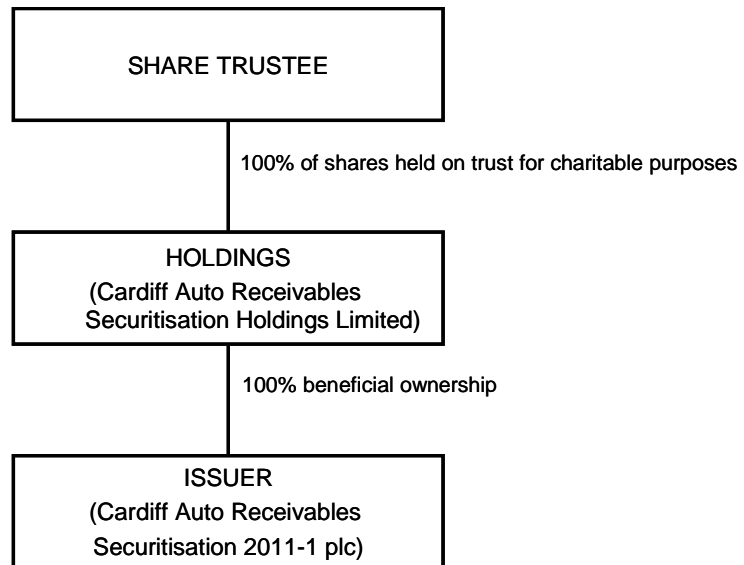 SHARE TRUSTEE
100% of shares held on trust for charitable purposes
HOLDINGS
(Cardiff Auto Receivables
Securitisation Holdings Limited)
100% beneficial ownership
ISSUER
(Cardiff Auto Receivables
Securitisation 2011-1 plc)